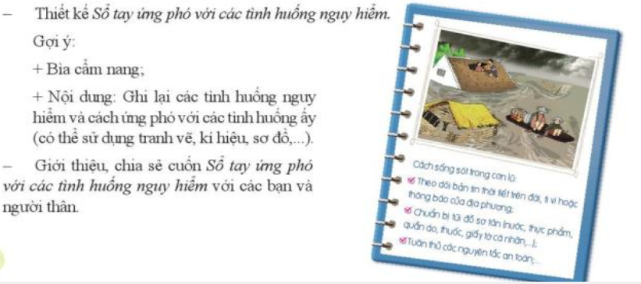 – Thiết kế Sổ tay ứng phó với các tình huống nguy hiểm.
Gợi ý:
+ Bìa cẩm nang;
+ Nội dung: Ghi lại các tình huống nguy
hiểm và cách ứng phó với các tình huống ấy
(có thể sử dụng tranh vẽ, kí hiệu, sơ đồ,...).
– Giới thiệu, chia sẻ cuốn Sổ tay ứng phó
với các tình huống nguy hiểm với các bạn và
người thân.
Cách sống sót trong cơn lũ:
Theo dõi bản tin thời tiết trên đài, ti vi hoặc
thông báo của địa phương;
Chuẩn bị túi đồ sơ tán (nước, thực phẩm,
quần áo, thuốc, giấy tờ cá nhân,...);
Tuân thủ các nguyên tắc an toàn;...